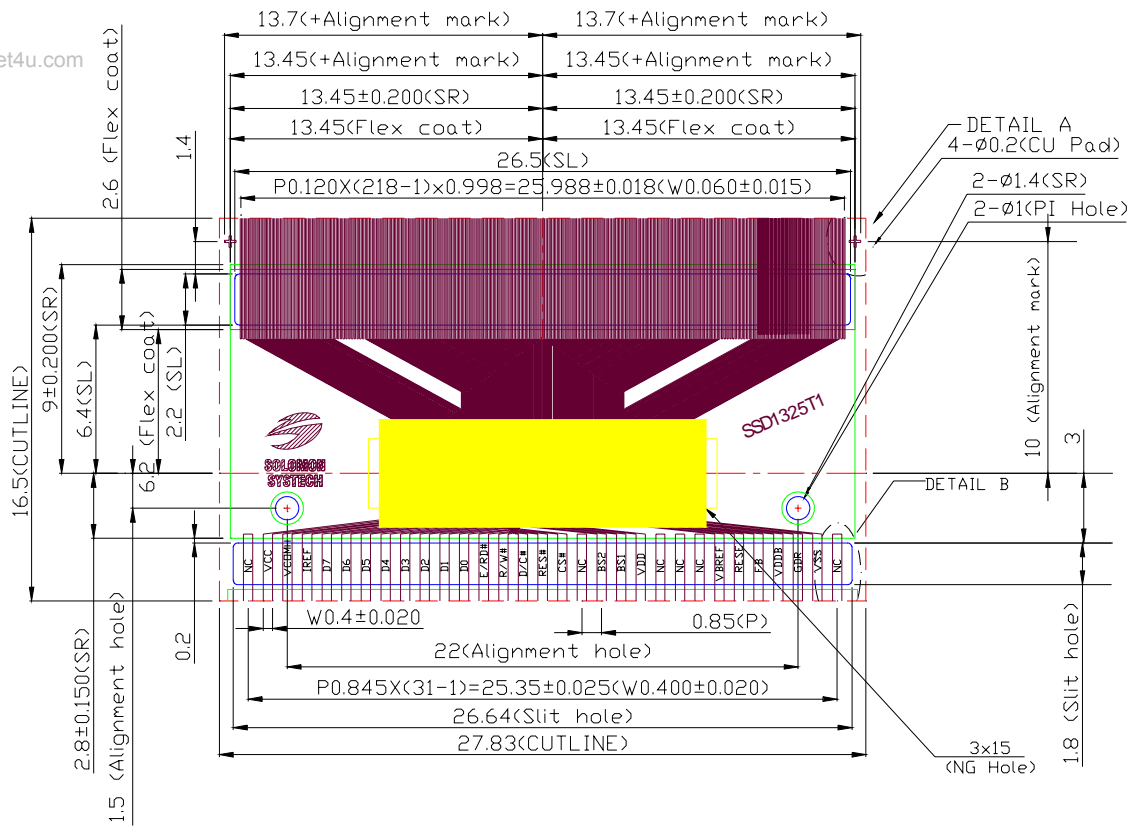 13.7(+Alignment mark)
13.7(+Alignment mark)
et4u.com
13.45(+Alignment mark)
13.45(+Alignment mark)
13.45±0.200(SR)
13.45±0.200(SR)
13.45(Flex coat)
13.45(Flex coat)
26.5(SL)
P0.120X(218-1)x0.998=25.988±0.018(W0.060±0.015)
DETAIL A
4-ø0.2(CU Pad)
2-ø1.4(SR)
2-ø1(PI Hole)
2.6 (Flex coat)
1.4
16.5(CUTLINE)
9±0.200(SR)
6.4(SL)
6.2 (Flex coat)
2.2 (SL)
10 (Alignment mark)
3
SSD1325T1
SOLOMON
SYSTECH
DETAIL B
NC
VCC
VCOMH
IREF
D7
D6
D5
D4
D3
D2
D1
D0
E/RD#
R/W#
D/C#
RES#
CS#
NC
BS2
BS1
VDD
NC
NC
NC
VBREF
RESE
FB
VDDB
GDR
VSS
NC
W0.4±0.020
0.85(P)
22(Alignment hole)
P0.845X(31-1)=25.35±0.025(W0.400±0.020)
26.64(Slit hole)
27.83(CUTLINE)
0.2
2.8±0.150(SR)
1.5 (Alignment hole)
1.8 (Slit hole)
3x15
(NG Hole)